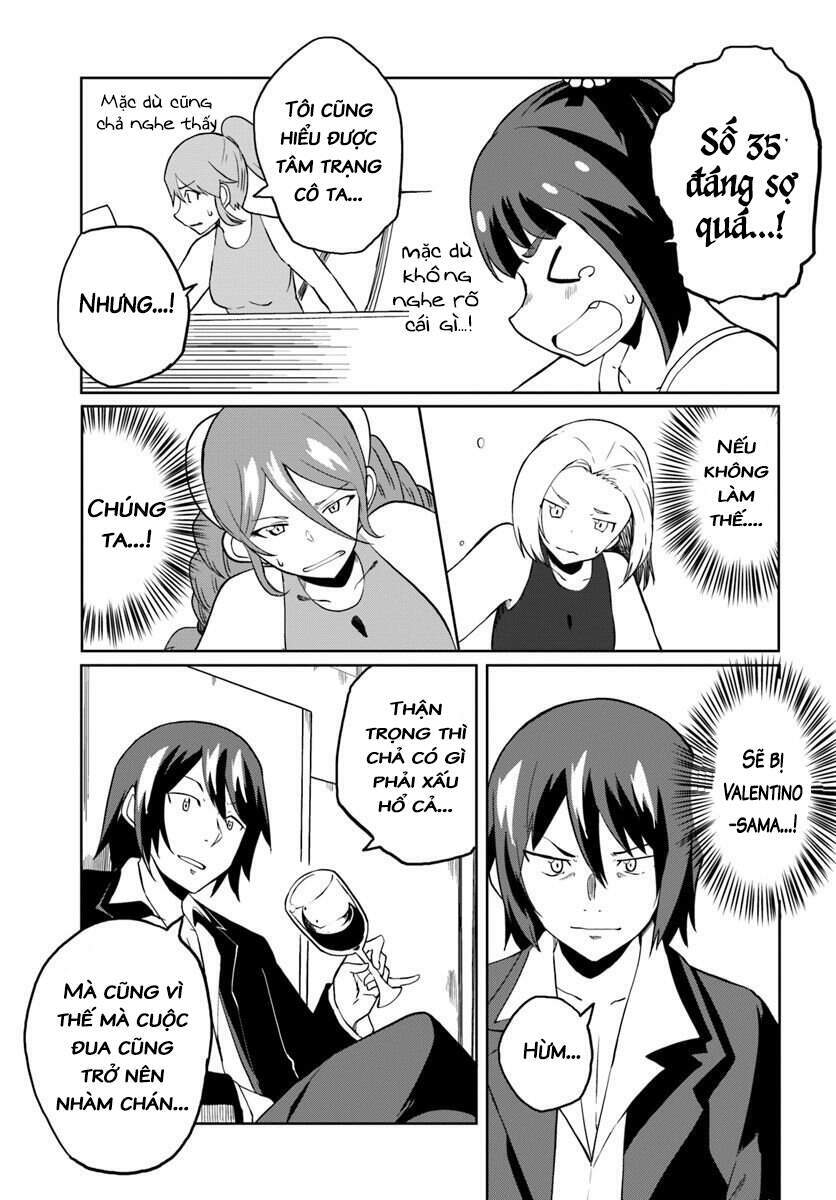 Số 35
đáng sợ
quá...!
Tôi cũng
hiểu được
tâm trạng
cô ta...
Mặc dù cũng
chả nghe thấy
Mặc dù
không
nghe rõ
cái gì...!
Nhưng...!
Nếu
không
làm
thế....
Chúng
ta...!
Sẽ bị
Valentino
-sama...!
Hừm...
Thận
trọng thì
chả có gì
phải xấu
hổ cả...
Mà cũng vì
thế mà cuộc
đua cũng
trở nên
nhàm chán...